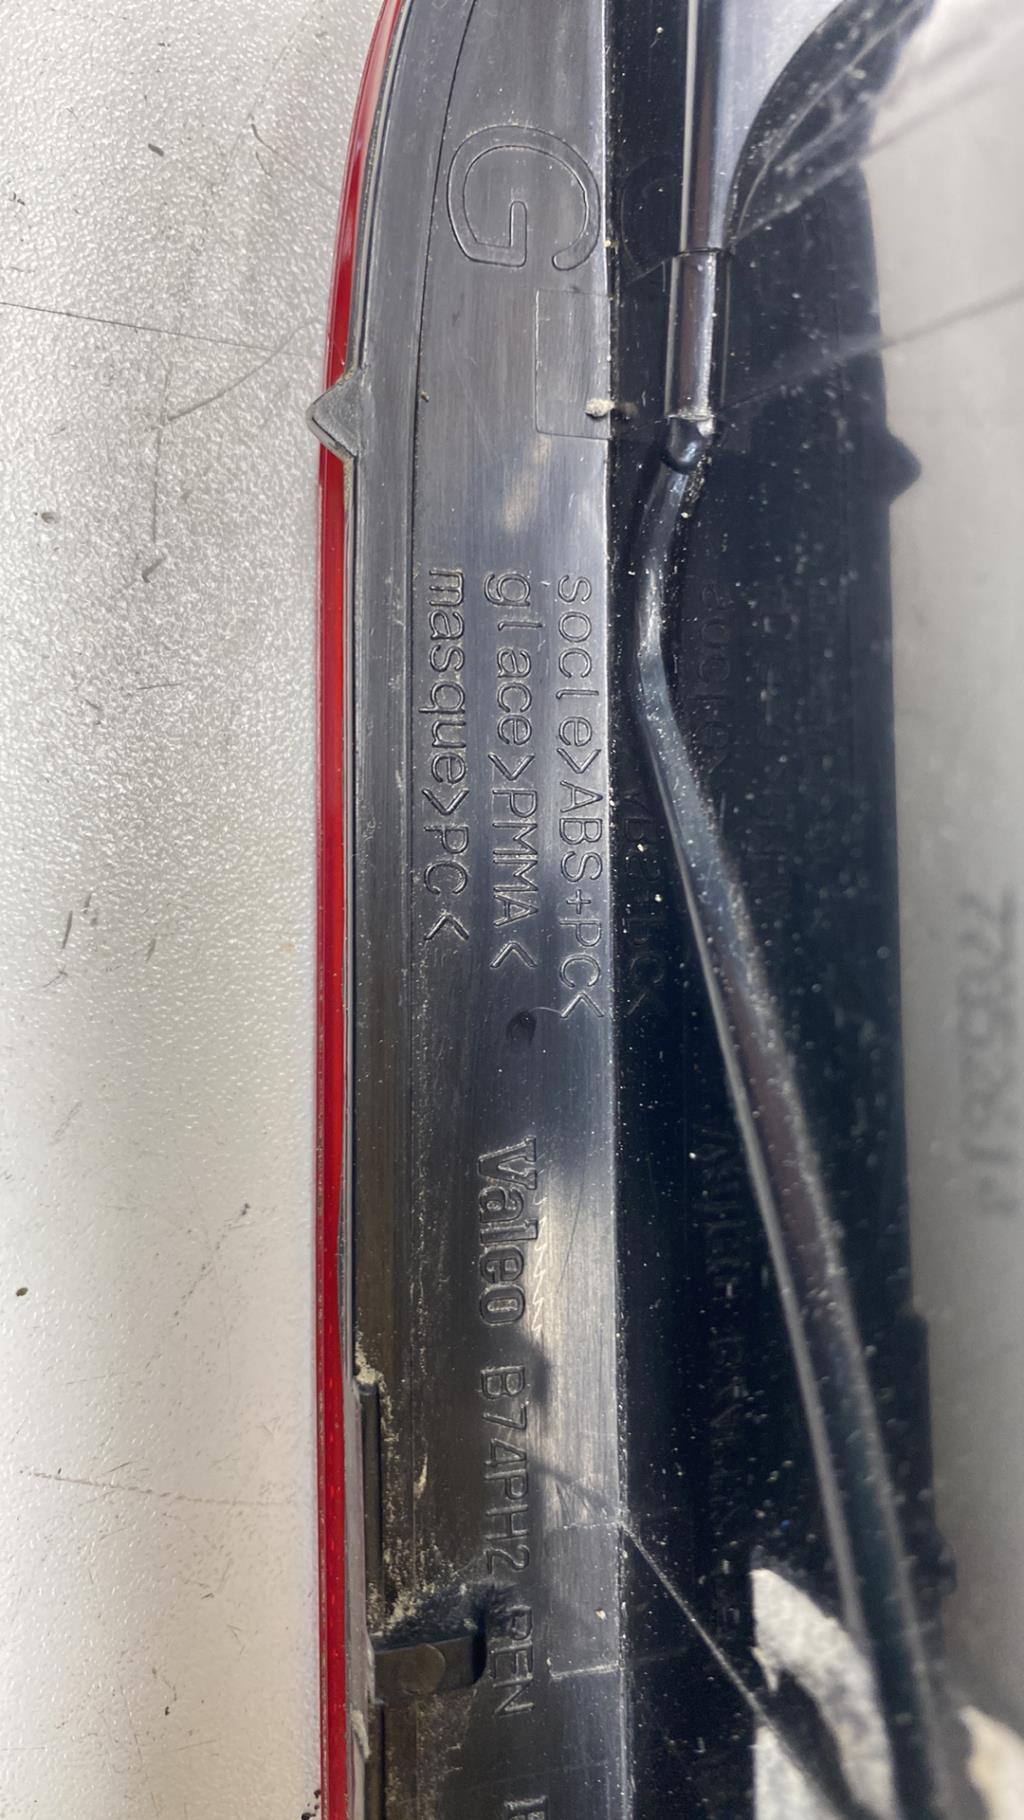 G
socle>ABS+PC<
glace>PMMA<
masque>PC<
Valeo B74PH2 REN